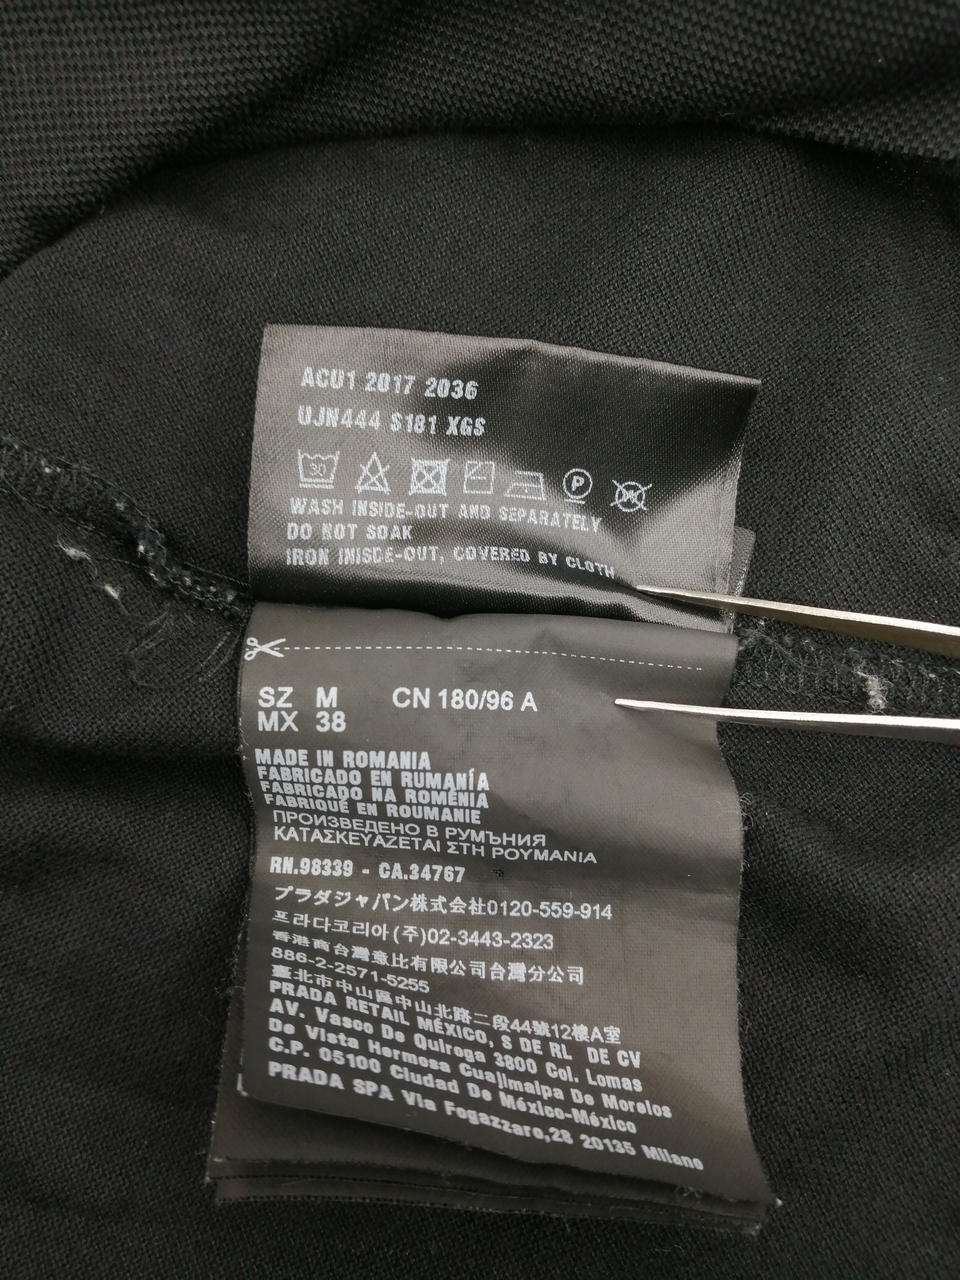 ACU1 2017 2036
UJN444 S181 XGS
30 P
WASH INSIDE-OUT AND SEPARATELY
DO NOT SOAK
IRON INISDE-OUT, COVERED BY CLOTH
SZ M CN 180/96 A
MX 38
MADE IN ROMANIA
FABRICADO EN RUMANÍA
FABRICADO NA ROMÉNIA
FABRIQUÉ EN ROUMANIE
ПРОИЗВЕДЕНО В РУМЪНИЯ
ΚΑΤΑΣΚΕΥΑΖΕΤΑΙ ΣΤΗ ΡΟΥΜΑΝΙΑ
RN.98339 - CA.34767
プラダジャパン株式会社0120-559-914
프라다코리아(주)02-3443-2323
香港商台灣意比有限公司台灣分公司
886-2-2571-5255
臺北市中山區中山北路二段44號12樓A室
PRADA RETAIL MÉXICO, S DE RL DE CV
AV. Vasco De Quiroga 3800 Col. Lomas
De Vista Hermosa Cuajimalpa De Morelos
C.P. 05100 Ciudad De México-México
PRADA SPA Via Fogazzaro,28 20135 Milano